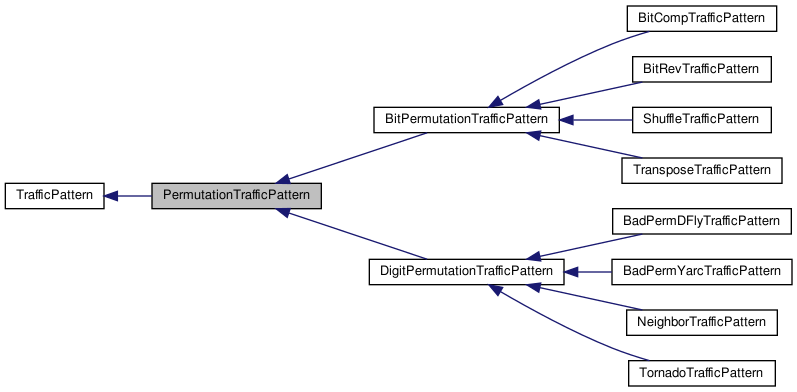 BitCompTrafficPattern
BitRevTrafficPattern
BitPermutationTrafficPattern
ShuffleTrafficPattern
TransposeTrafficPattern
TrafficPattern
PermutationTrafficPattern
BadPermDFlyTrafficPattern
DigitPermutationTrafficPattern
BadPermYarcTrafficPattern
NeighborTrafficPattern
TornadoTrafficPattern